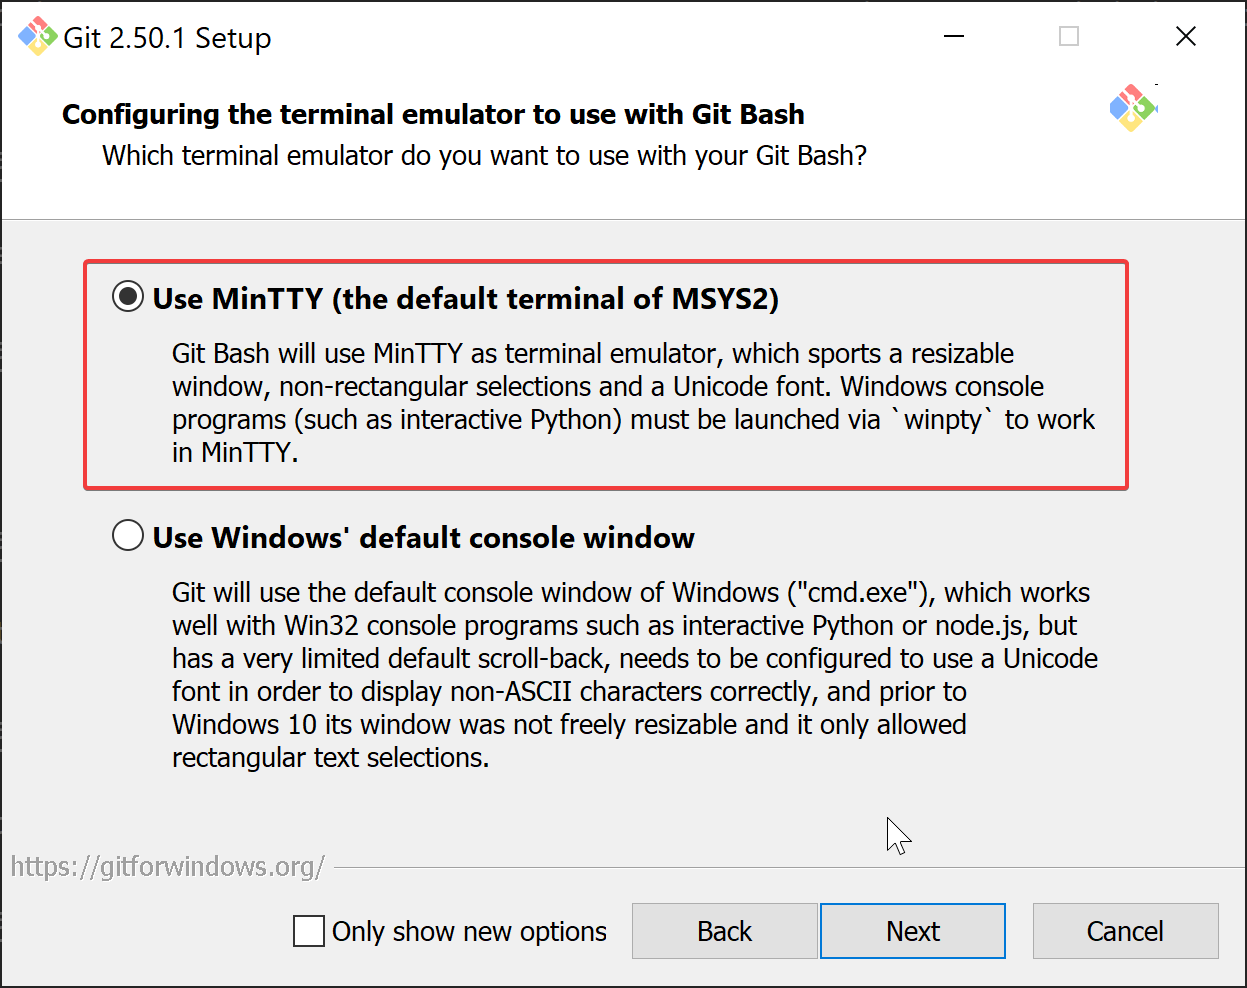 Git 2.50.1 Setup
Configuring the terminal emulator to use with Git Bash
Which terminal emulator do you want to use with your Git Bash?
Use MinTTY (the default terminal of MSYS2)
Git Bash will use MinTTY as terminal emulator, which sports a resizable
window, non-rectangular selections and a Unicode font. Windows console
programs (such as interactive Python) must be launched via `winpty` to work
in MinTTY.
Use Windows' default console window
Git will use the default console window of Windows ("cmd.exe"), which works
well with Win32 console programs such as interactive Python or node.js, but
has a very limited default scroll-back, needs to be configured to use a Unicode
font in order to display non-ASCII characters correctly, and prior to
Windows 10 its window was not freely resizable and it only allowed
rectangular text selections.
https://gitforwindows.org/
Only show new options
Back
Next
Cancel